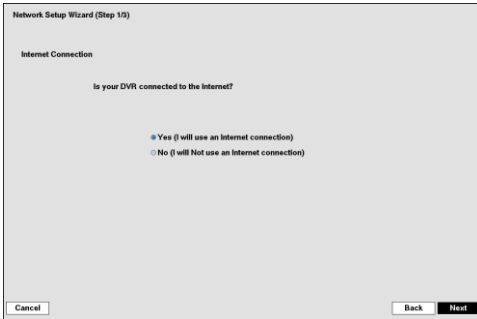 Network Setup Wizard (Step 1/3)
Internet Connection
Is your DVR connected to the Internet?
Yes (I will use an Internet connection)
No (I will Not use an Internet connection)
Cancel Back Next